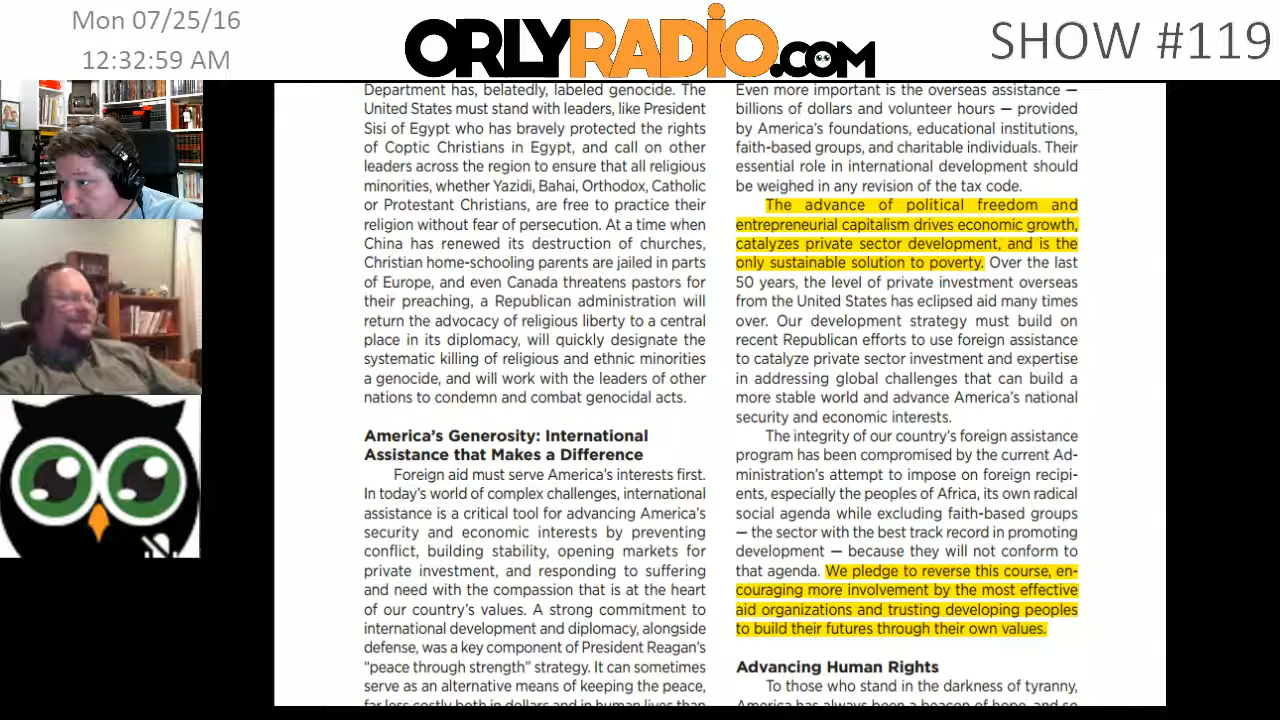 Mon 07/25/16
12:32:59 AM
ORLYRADIO.COM
SHOW #119
Department has, belatedly, labeled genocide. The
United States must stand with leaders, like President
Sisi of Egypt who has bravely protected the rights
of Coptic Christians in Egypt, and call on other
leaders across the region to ensure that all religious
minorities, whether Yazidi, Bahai, Orthodox, Catholic
or Protestant Christians, are free to practice their
religion without fear of persecution. At a time when
China has renewed its destruction of churches,
Christian home-schooling parents are jailed in parts
of Europe, and even Canada threatens pastors for
their preaching, a Republican administration will
return the advocacy of religious liberty to a central
place in its diplomacy, will quickly designate the
systematic killing of religious and ethnic minorities
a genocide, and will work with the leaders of other
nations to condemn and combat genocidal acts.
America's Generosity: International
Assistance that Makes a Difference
Foreign aid must serve America's interests first.
In today's world of complex challenges, international
assistance is a critical tool for advancing America's
security and economic interests by preventing
conflict, building stability, opening markets for
private investment, and responding to suffering
and need with the compassion that is at the heart
of our country's values. A strong commitment to
international development and diplomacy, alongside
defense, was a key component of President Reagan's
"peace through strength" strategy. It can sometimes
serve as an alternative means of keeping the peace,
far less costly both in dollars and in human lives than
Even more important is the overseas assistance —
billions of dollars and volunteer hours — provided
by America's foundations, educational institutions,
faith-based groups, and charitable individuals. Their
essential role in international development should
be weighed in any revision of the tax code.
The advance of political freedom and
entrepreneurial capitalism drives economic growth,
catalyzes private sector development, and is the
only sustainable solution to poverty. Over the last
50 years, the level of private investment overseas
from the United States has eclipsed aid many times
over. Our development strategy must build on
recent Republican efforts to use foreign assistance
to catalyze private sector investment and expertise
in addressing global challenges that can build a
more stable world and advance America's national
security and economic interests.
The integrity of our country's foreign assistance
program has been compromised by the current Ad-
ministration's attempt to impose on foreign recipi-
ents, especially the peoples of Africa, its own radical
social agenda while excluding faith-based groups
— the sector with the best track record in promoting
development — because they will not conform to
that agenda. We pledge to reverse this course, en-
couraging more involvement by the most effective
aid organizations and trusting developing peoples
to build their futures through their own values.
Advancing Human Rights
To those who stand in the darkness of tyranny,
America has always been a beacon of hope, and so